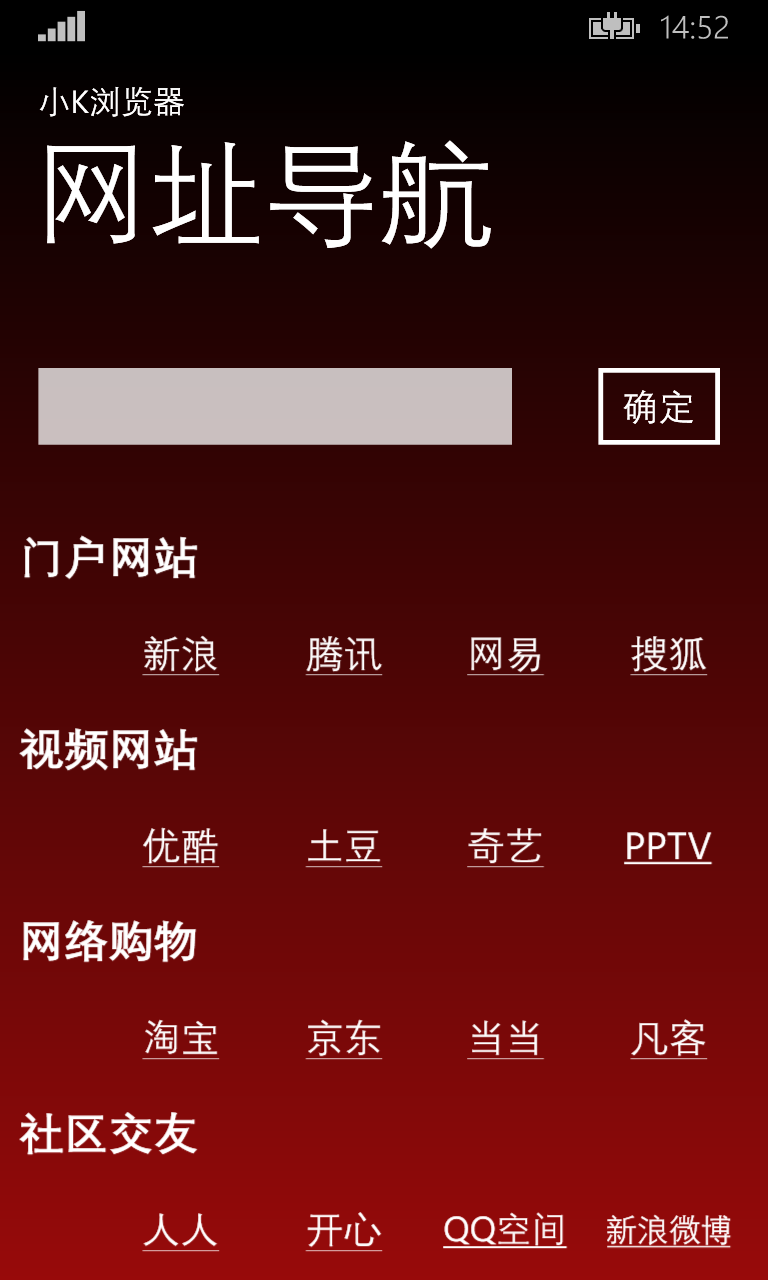 14:52
小K浏览器
网址导航
确定
门户网站
新浪 腾讯 网易 搜狐
视频网站
优酷 土豆 奇艺 PPTV
网络购物
淘宝 京东 当当 凡客
社区交友
人人 开心 QQ空间 新浪微博